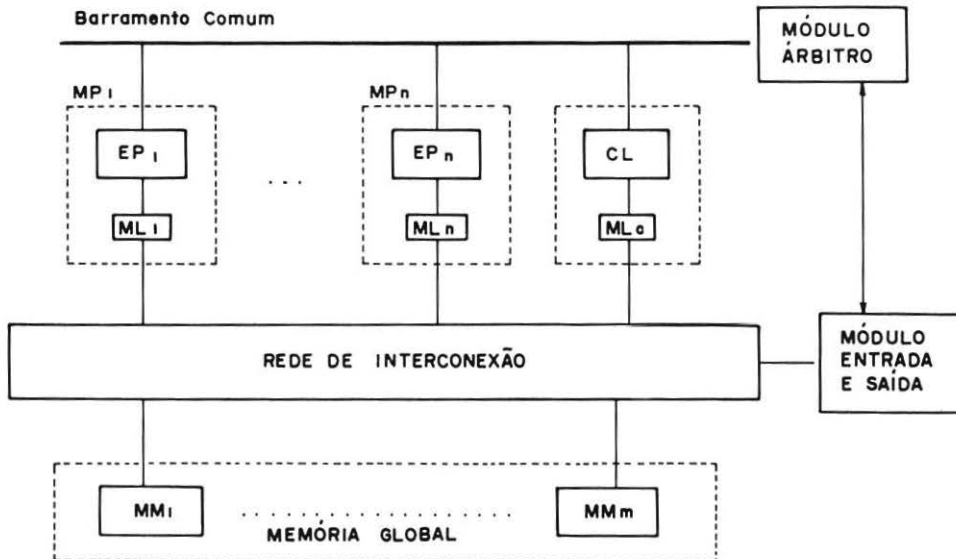 Barramento Comum
MÓDULO
ÁRBITRO
MP1
MPn
EP1
EPn
CL
...
ML1
MLn
MLc
REDE DE INTERCONEXÃO
MÓDULO
ENTRADA
E SAÍDA
MM1
MMm
MEMÓRIA GLOBAL